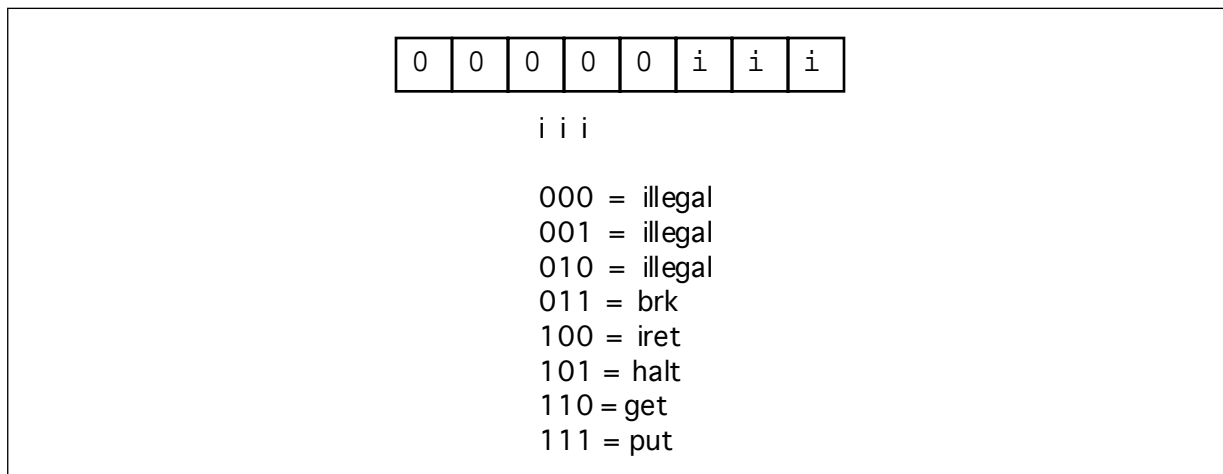 0 0 0 0 0 i i i
i i i
000 = illegal
001 = illegal
010 = illegal
011 = brk
100 = iret
101 = halt
110 = get
111 = put